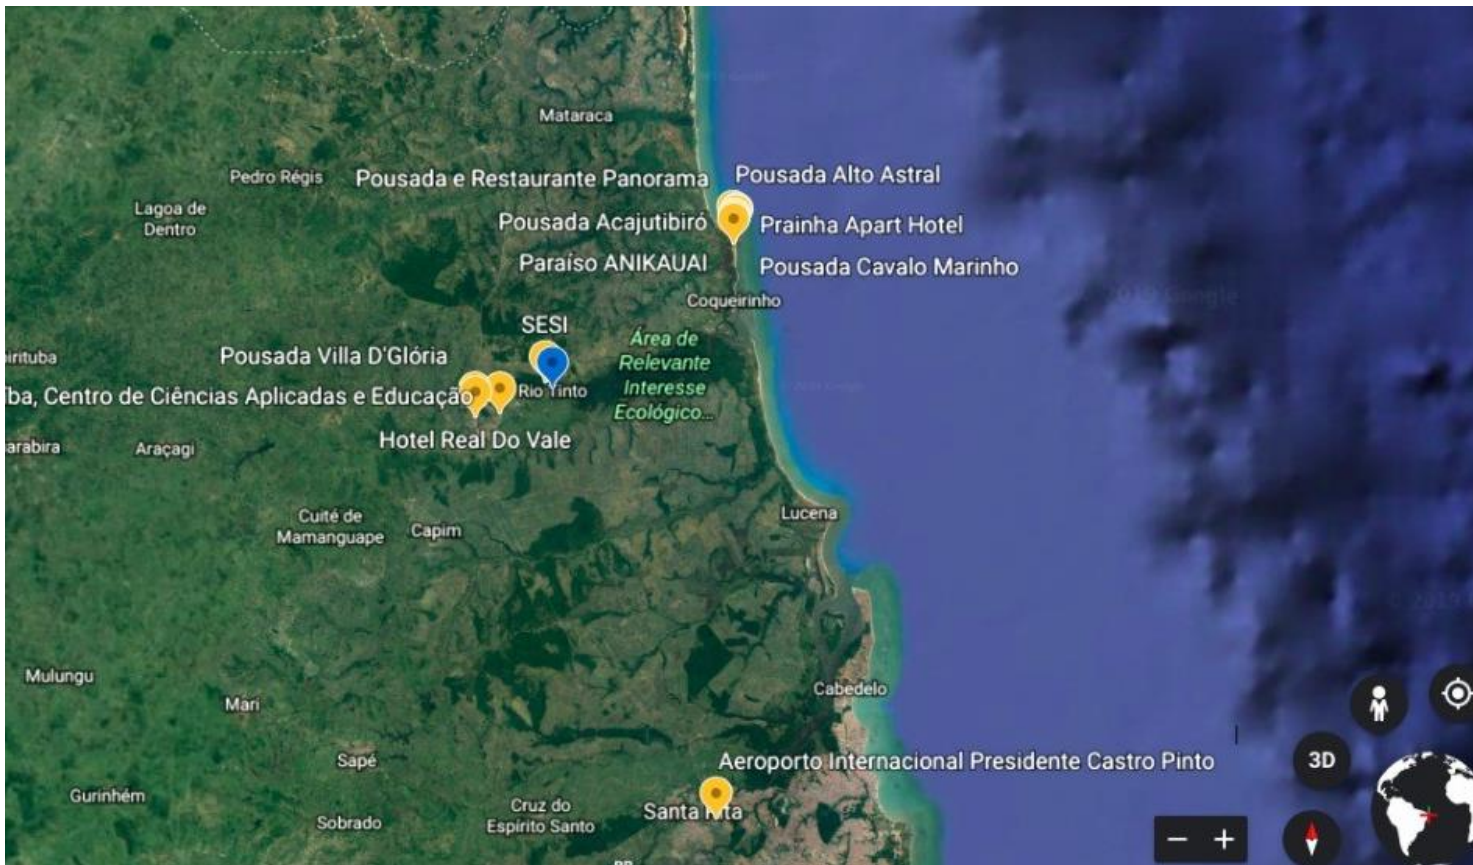 Mataraca
Pedro Régis
Pousada e Restaurante Panorama
Pousada Alto Astral
Lagoa de
Dentro
Pousada Acajutibiró
Prainha Apart Hotel
Paraíso ANIKAUAI
Pousada Cavalo Marinho
Coqueirinho
SESI
Área de
Relevante
Interesse
Ecológico...
Pousada Villa D'Glória
irituba
Rio Tinto
ba, Centro de Ciências Aplicadas e Educação
Hotel Real Do Vale
arabira
Araçagi
Lucena
Cuité de
Mamanguape
Capim
Mulungu
Cabedelo
Mari
Sapé
Aeroporto Internacional Presidente Castro Pinto
3D
Gurinhém
Cruz do
Espírito Santo
Santa Rita
Sobrado